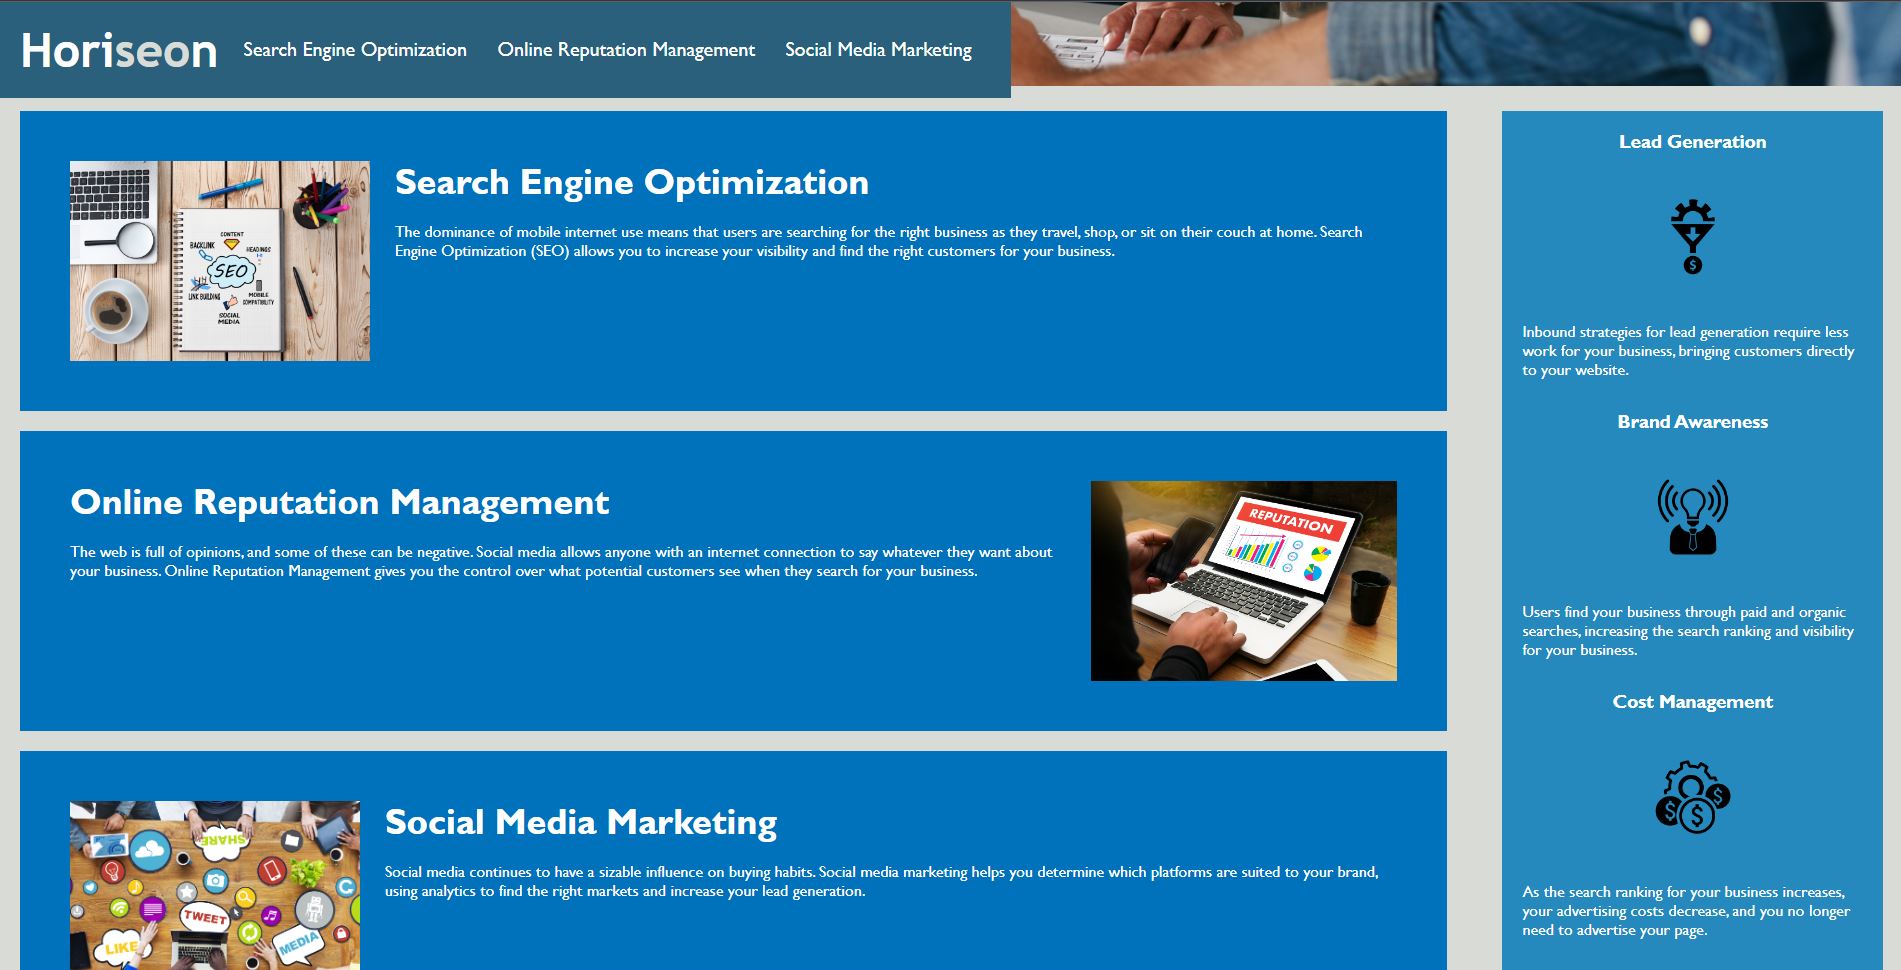 Horiseon
Search Engine Optimization
Online Reputation Management
Social Media Marketing
Search Engine Optimization
The dominance of mobile internet use means that users are searching for the right business as they travel, shop, or sit on their couch at home. Search
Engine Optimization (SEO) allows you to increase your visibility and find the right customers for your business.
CONTENT
BACKLINK
HEADINGS
SEO
LINK BUILDING
MOBILE
COMPATIBILITY
SOCIAL
MEDIA
Online Reputation Management
The web is full of opinions, and some of these can be negative. Social media allows anyone with an internet connection to say whatever they want about
your business. Online Reputation Management gives you the control over what potential customers see when they search for your business.
REPUTATION
Social Media Marketing
Social media continues to have a sizable influence on buying habits. Social media marketing helps you determine which platforms are suited to your brand,
using analytics to find the right markets and increase your lead generation.
SHARE
TWEET
LIKE
MEDIA
Lead Generation
$
Inbound strategies for lead generation require less
work for your business, bringing customers directly
to your website.
Brand Awareness
Users find your business through paid and organic
searches, increasing the search ranking and visibility
for your business.
Cost Management
$ $ $
As the search ranking for your business increases,
your advertising costs decrease, and you no longer
need to advertise your page.